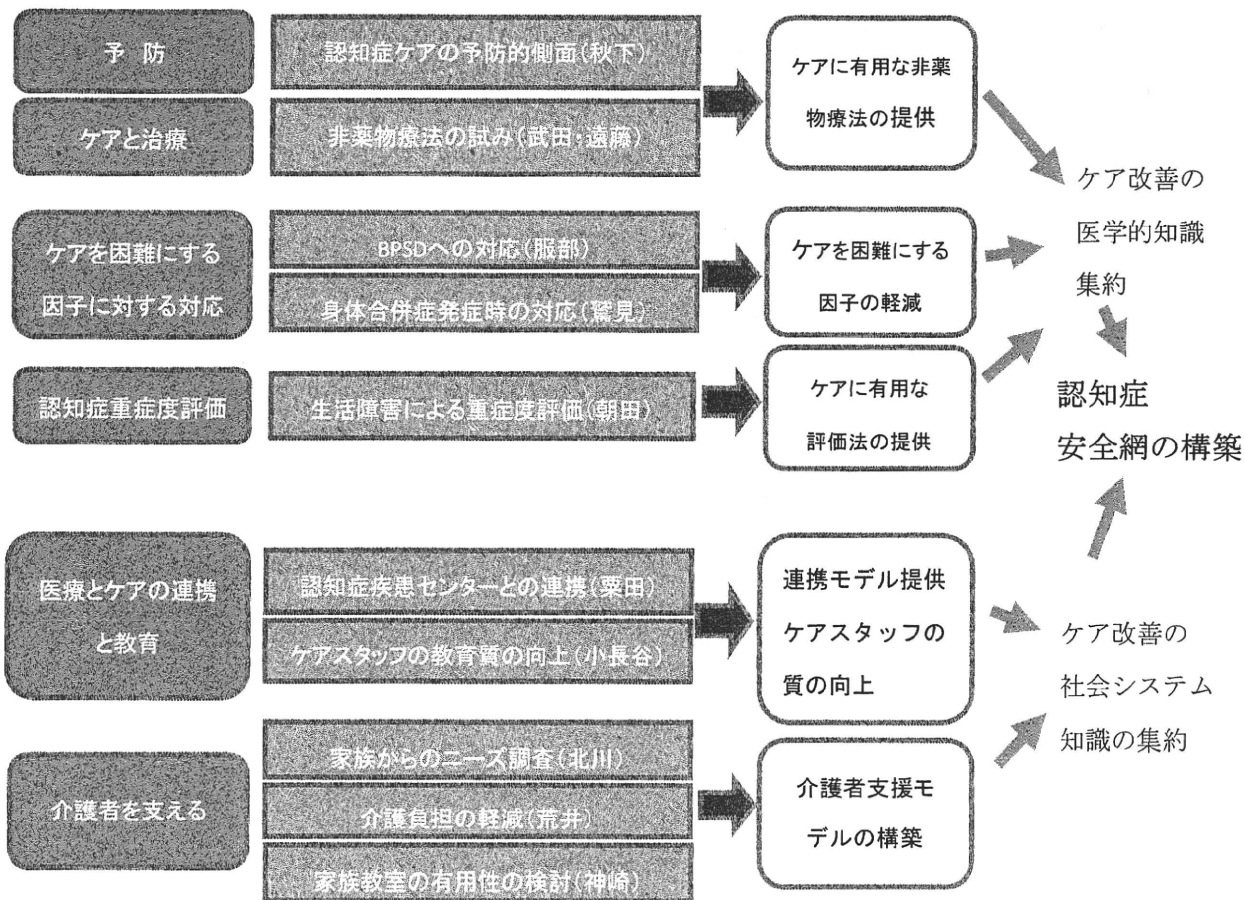 予 防
認知症ケアの予防的側面(秋下)
ケアと治療
非薬物療法の試み(武田・遠藤)
ケアに有用な非薬
物療法の提供
ケアを困難にする
因子に対する対応
BPSDへの対応(服部)
身体合併症発症時の対応(鷲見)
ケアを困難にする
因子の軽減
認知症重症度評価
生活障害による重症度評価(朝田)
ケアに有用な
評価法の提供
ケア改善の
医学的知識
集約
認知症
安全網の構築
医療とケアの連携
と教育
認知症疾患センターとの連携(粟田)
ケアスタッフの教育質の向上(小長谷)
連携モデル提供
ケアスタッフの
質の向上
介護者を支える
家族からのニーズ調査(北川)
介護負担の軽減(荒井)
家族教室の有用性の検討(神崎)
介護者支援モ
デルの構築
ケア改善の
社会システム
知識の集約